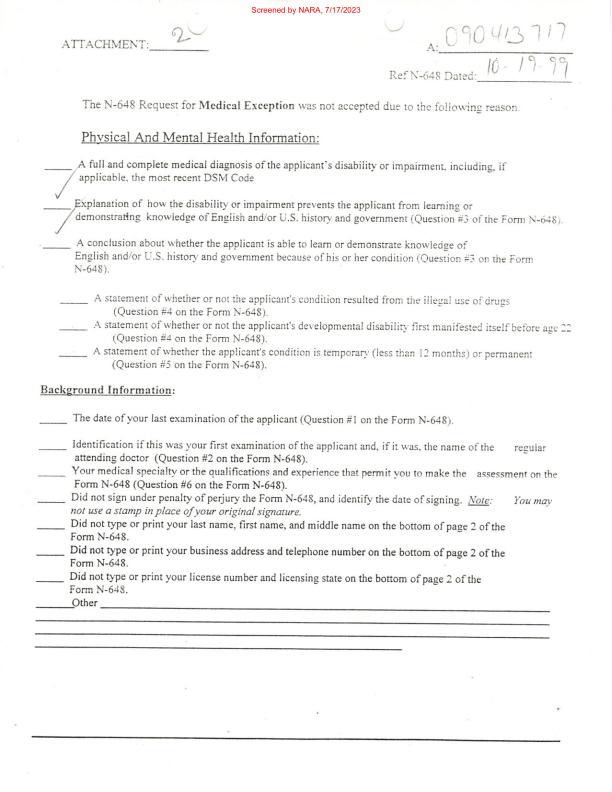 Screened by NARA, 7/17/2023
ATTACHMENT: 2
A: 090413717
Ref N-648 Dated: 10-19-99
The N-648 Request for Medical Exception was not accepted due to the following reason.
Physical And Mental Health Information:
_____ A full and complete medical diagnosis of the applicant's disability or impairment, including, if
applicable, the most recent DSM Code
✓
_____ Explanation of how the disability or impairment prevents the applicant from learning or
demonstrating knowledge of English and/or U.S. history and government (Question #3 of the Form N-648).
✓
_____ A conclusion about whether the applicant is able to learn or demonstrate knowledge of
English and/or U.S. history and government because of his or her condition (Question #3 on the Form
N-648).
_____ A statement of whether or not the applicant's condition resulted from the illegal use of drugs
(Question #4 on the Form N-648).
_____ A statement of whether or not the applicant's developmental disability first manifested itself before age 22
(Question #4 on the Form N-648).
_____ A statement of whether the applicant's condition is temporary (less than 12 months) or permanent
(Question #5 on the Form N-648).
Background Information:
_____ The date of your last examination of the applicant (Question #1 on the Form N-648).
_____ Identification if this was your first examination of the applicant and, if it was, the name of the regular
attending doctor (Question #2 on the Form N-648).
_____ Your medical specialty or the qualifications and experience that permit you to make the assessment on the
Form N-648 (Question #6 on the Form N-648).
_____ Did not sign under penalty of perjury the Form N-648, and identify the date of signing. Note: You may
not use a stamp in place of your original signature.
_____ Did not type or print your last name, first name, and middle name on the bottom of page 2 of the
Form N-648.
_____ Did not type or print your business address and telephone number on the bottom of page 2 of the
Form N-648.
_____ Did not type or print your license number and licensing state on the bottom of page 2 of the
Form N-648.
_____ Other